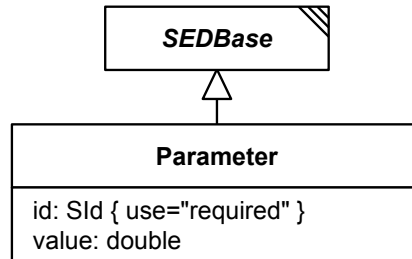 SEDBase
Parameter
id: SId { use="required" }
value: double